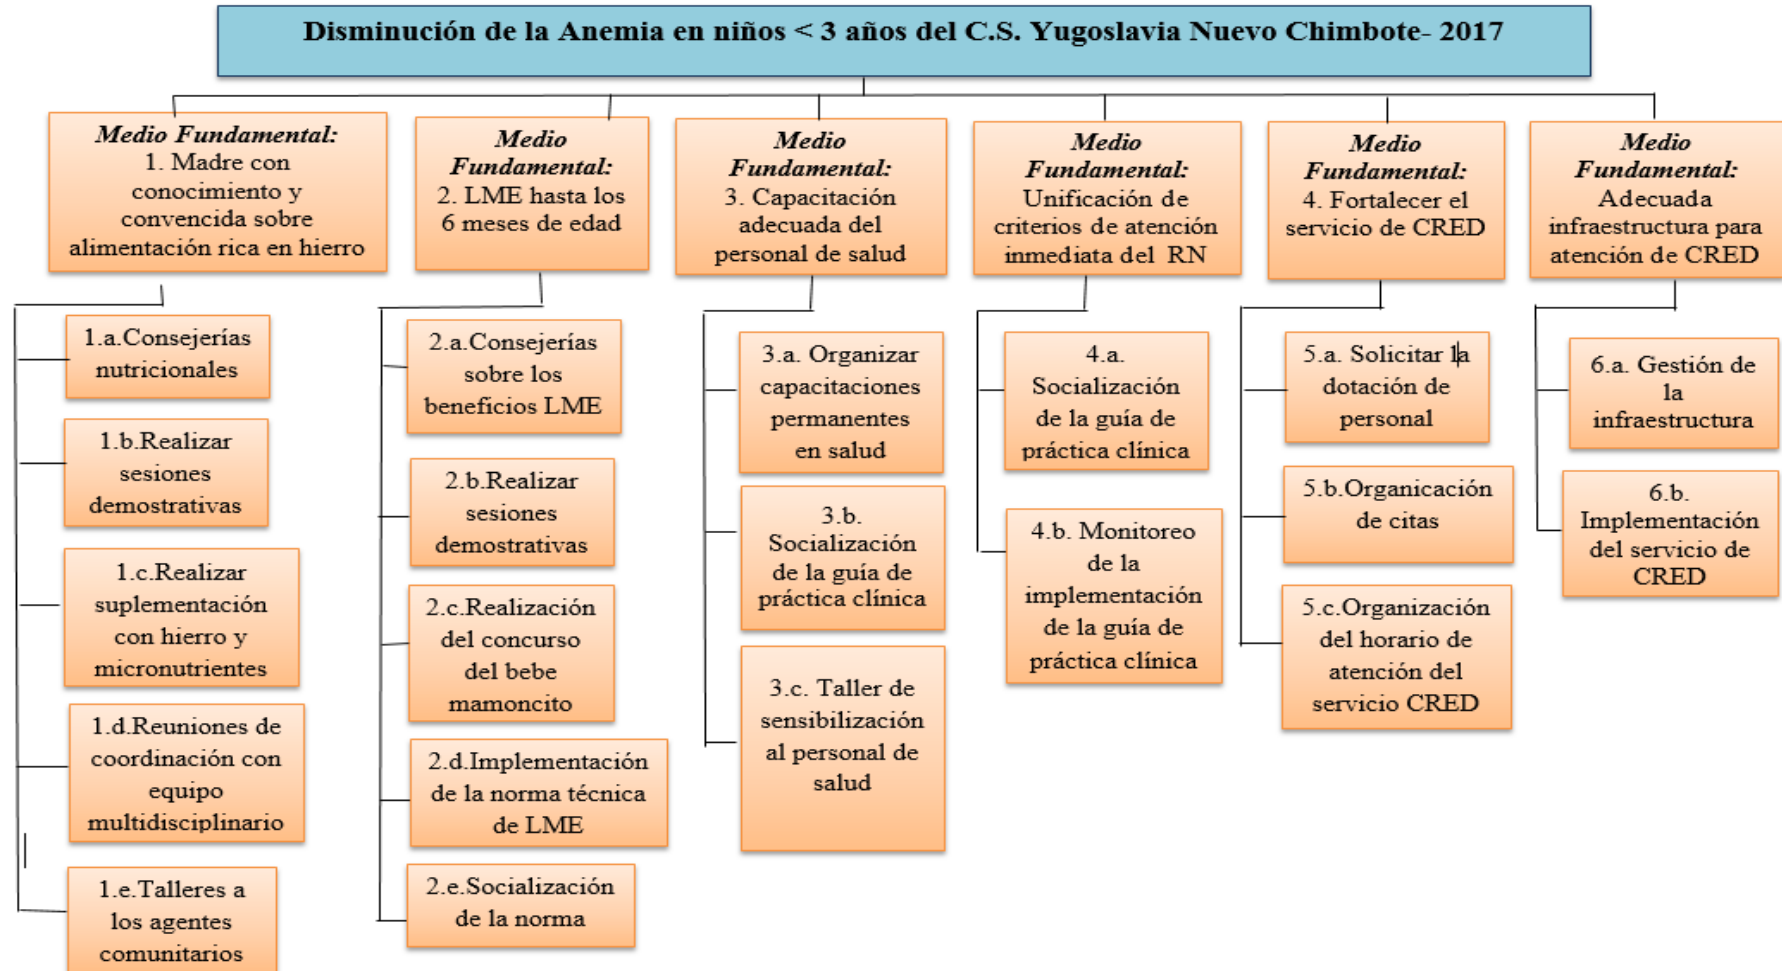 Disminución de la Anemia en niños < 3 años del C.S. Yugoslavia Nuevo Chimbote- 2017
Medio Fundamental:
1. Madre con
conocimiento y
convencida sobre
alimentación rica en hierro
1.a.Consejerías
nutricionales
1.b.Realizar
sesiones
demostrativas
1.c.Realizar
suplementación
con hierro y
micronutrientes
1.d.Reuniones de
coordinación con
equipo
multidisciplinario
1.e.Talleres a
los agentes
comunitarios
Medio
Fundamental:
2. LME hasta los
6 meses de edad
2.a.Consejerías
sobre los
beneficios LME
2.b.Realizar
sesiones
demostrativas
2.c.Realización
del concurso
del bebe
mamoncito
2.d.Implementación
de la norma técnica
de LME
2.e.Socialización
de la norma
Medio
Fundamental:
3. Capacitación
adecuada del
personal de salud
3.a. Organizar
capacitaciones
permanentes
en salud
3.b.
Socialización
de la guía de
práctica clínica
3.c. Taller de
sensibilización
al personal de
salud
Medio
Fundamental:
Unificación de
criterios de atención
inmediata del RN
4.a.
Socialización
de la guía de
práctica clínica
4.b. Monitoreo
de la
implementación
de la guía de
práctica clínica
Medio
Fundamental:
4. Fortalecer el
servicio de CRED
5.a. Solicitar la
dotación de
personal
5.b.Organicación
de citas
5.c.Organización
del horario de
atención del
servicio CRED
Medio
Fundamental:
Adecuada
infraestructura para
atención de CRED
6.a. Gestión de
la
infraestructura
6.b.
Implementación
del servicio de
CRED